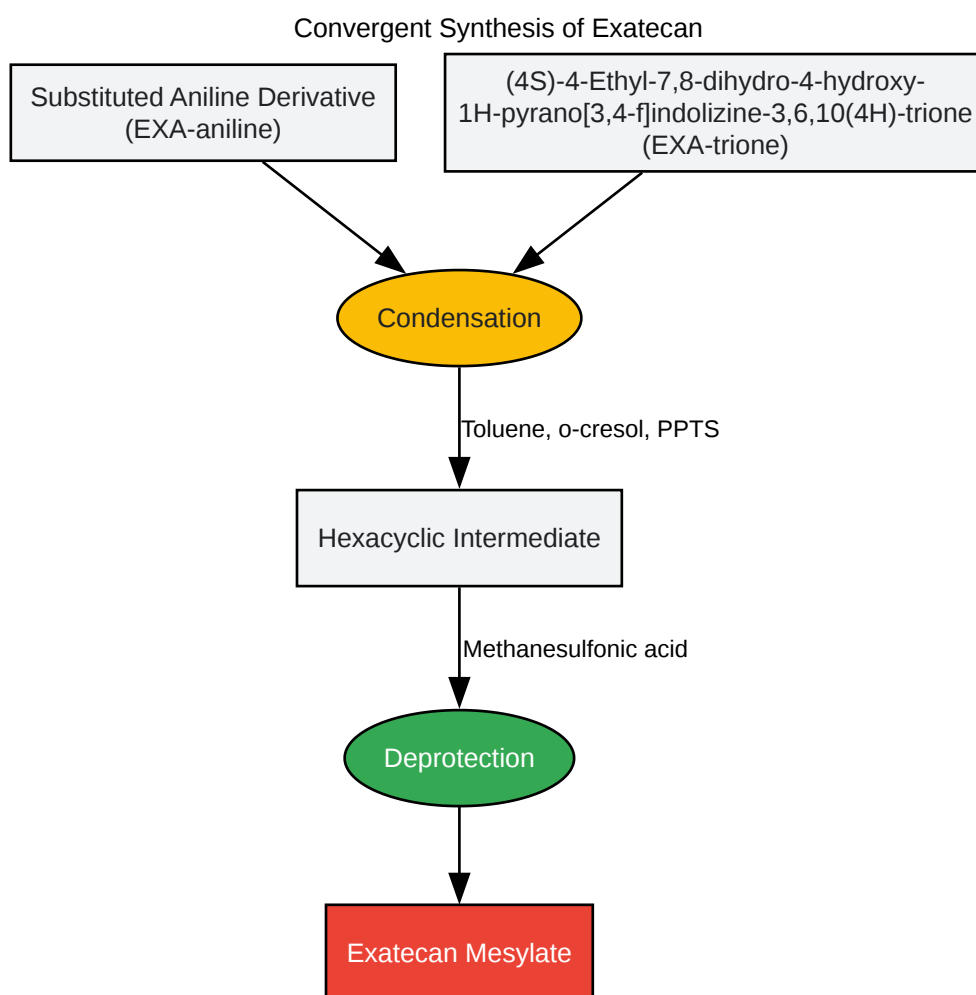 Convergent Synthesis of Exatecan
Substituted Aniline Derivative
(EXA-aniline)
(4S)-4-Ethyl-7,8-dihydro-4-hydroxy-
1H-pyrano[3,4-f]indolizine-3,6,10(4H)-trione
(EXA-trione)
Condensation
Toluene, o-cresol, PPTS
Hexacyclic Intermediate
Methanesulfonic acid
Deprotection
Exatecan Mesylate